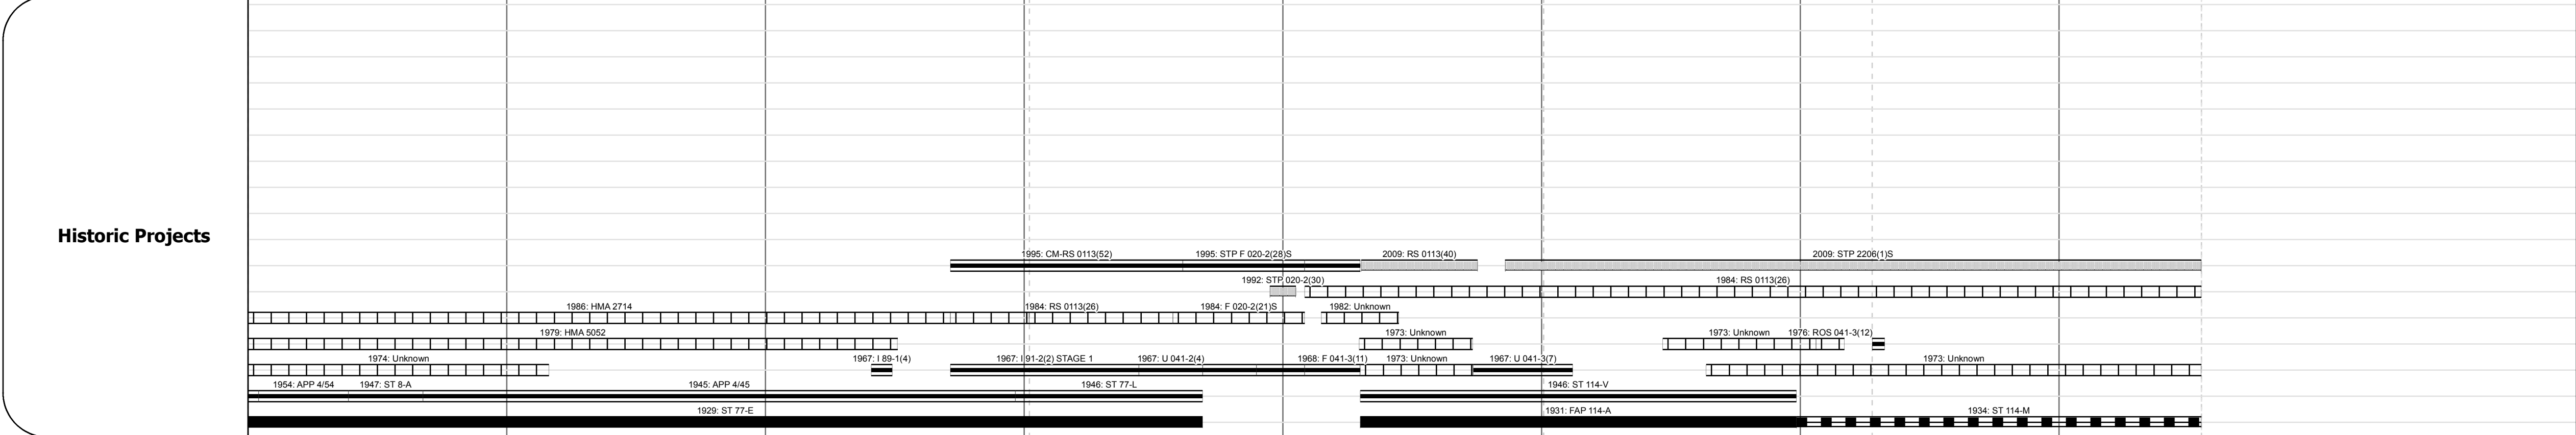 Historic Projects
1995: CM-RS 0113(52) 1995: STP F 020-2(28)S 2009: RS 0113(40) 2009: STP 2206(1)S
1992: STP 020-2(30) 1984: RS 0113(26)
1986: HMA 2714 1984: RS 0113(26) 1984: F 020-2(21)S 1982: Unknown
1979: HMA 5052 1973: Unknown 1973: Unknown 1976: ROS 041-3(12)
1974: Unknown 1967: I 89-1(4) 1967: I 91-2(2) STAGE 1 1967: U 041-2(4) 1968: F 041-3(11) 1973: Unknown 1967: U 041-3(7) 1973: Unknown
1954: APP 4/54 1947: ST 8-A 1945: APP 4/45 1946: ST 77-L 1946: ST 114-V
1929: ST 77-E 1931: FAP 114-A 1934: ST 114-M